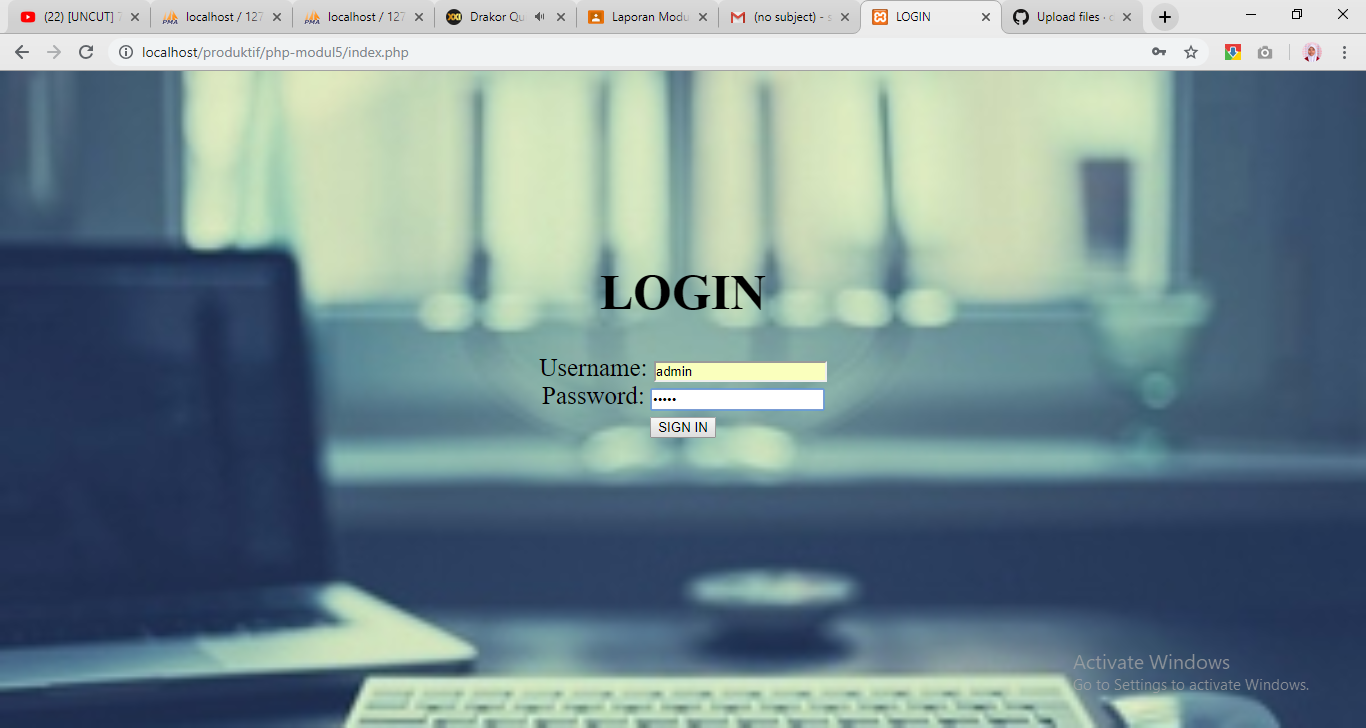 (22) [UNCUT]
localhost / 127
localhost / 127
Drakor Qu
Laporan Modu
(no subject) - s
LOGIN
Upload files · c
localhost/produktif/php-modul5/index.php
LOGIN
Username: admin
Password: •••••
SIGN IN
Activate Windows
Go to Settings to activate Windows.